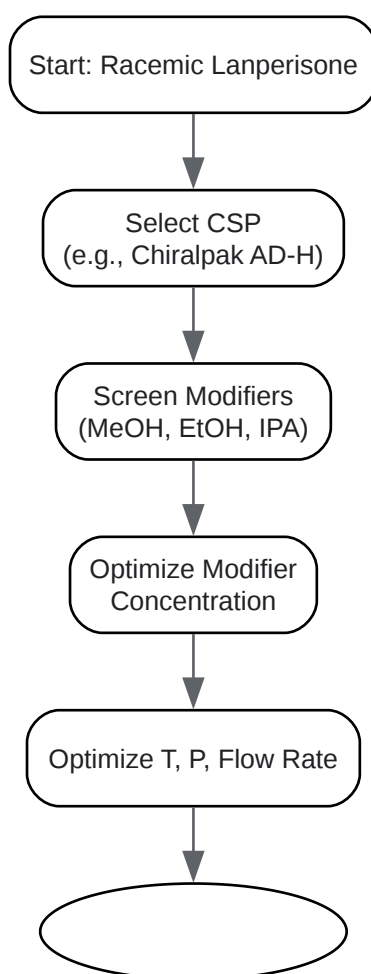 Start: Racemic Lanperisone
Select CSP
(e.g., Chiralpak AD-H)
Screen Modifiers
(MeOH, EtOH, IPA)
Optimize Modifier
Concentration
Optimize T, P, Flow Rate